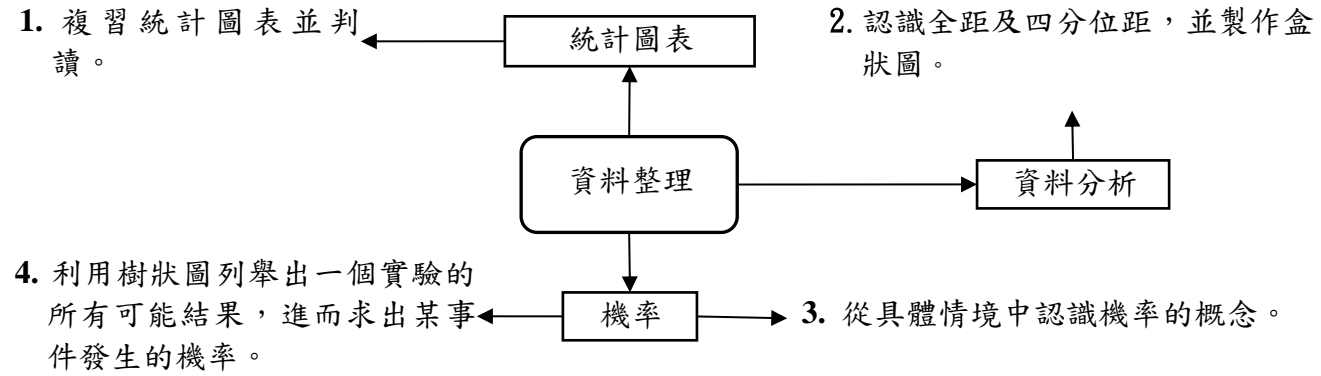 1. 複習統計圖表並判
讀。
統計圖表
2. 認識全距及四分位距，並製作盒
狀圖。
資料整理
資料分析
4. 利用樹狀圖列舉出一個實驗的
所有可能結果，進而求出某事
件發生的機率。
機率
3. 從具體情境中認識機率的概念。